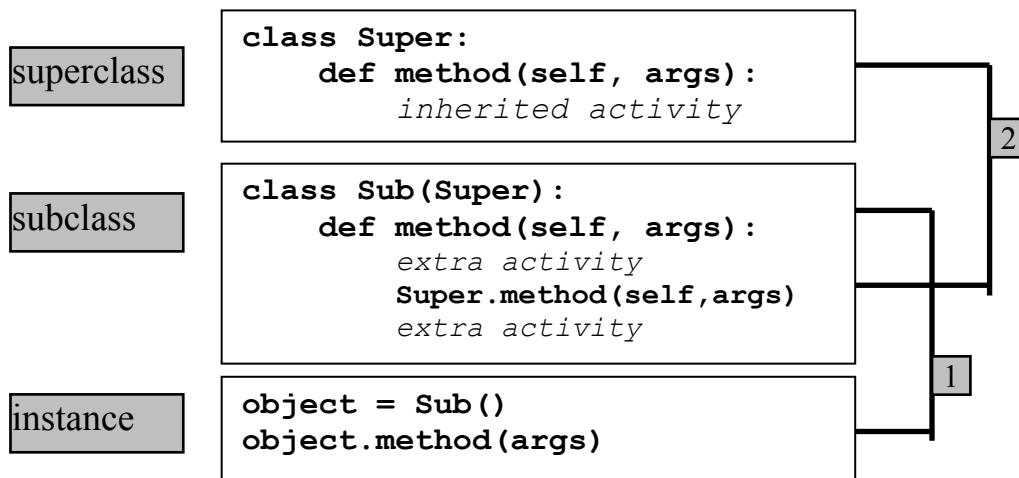 superclass
class Super:
def method(self, args):
inherited activity
2
subclass
class Sub(Super):
def method(self, args):
extra activity
Super.method(self,args)
extra activity
1
instance
object = Sub()
object.method(args)